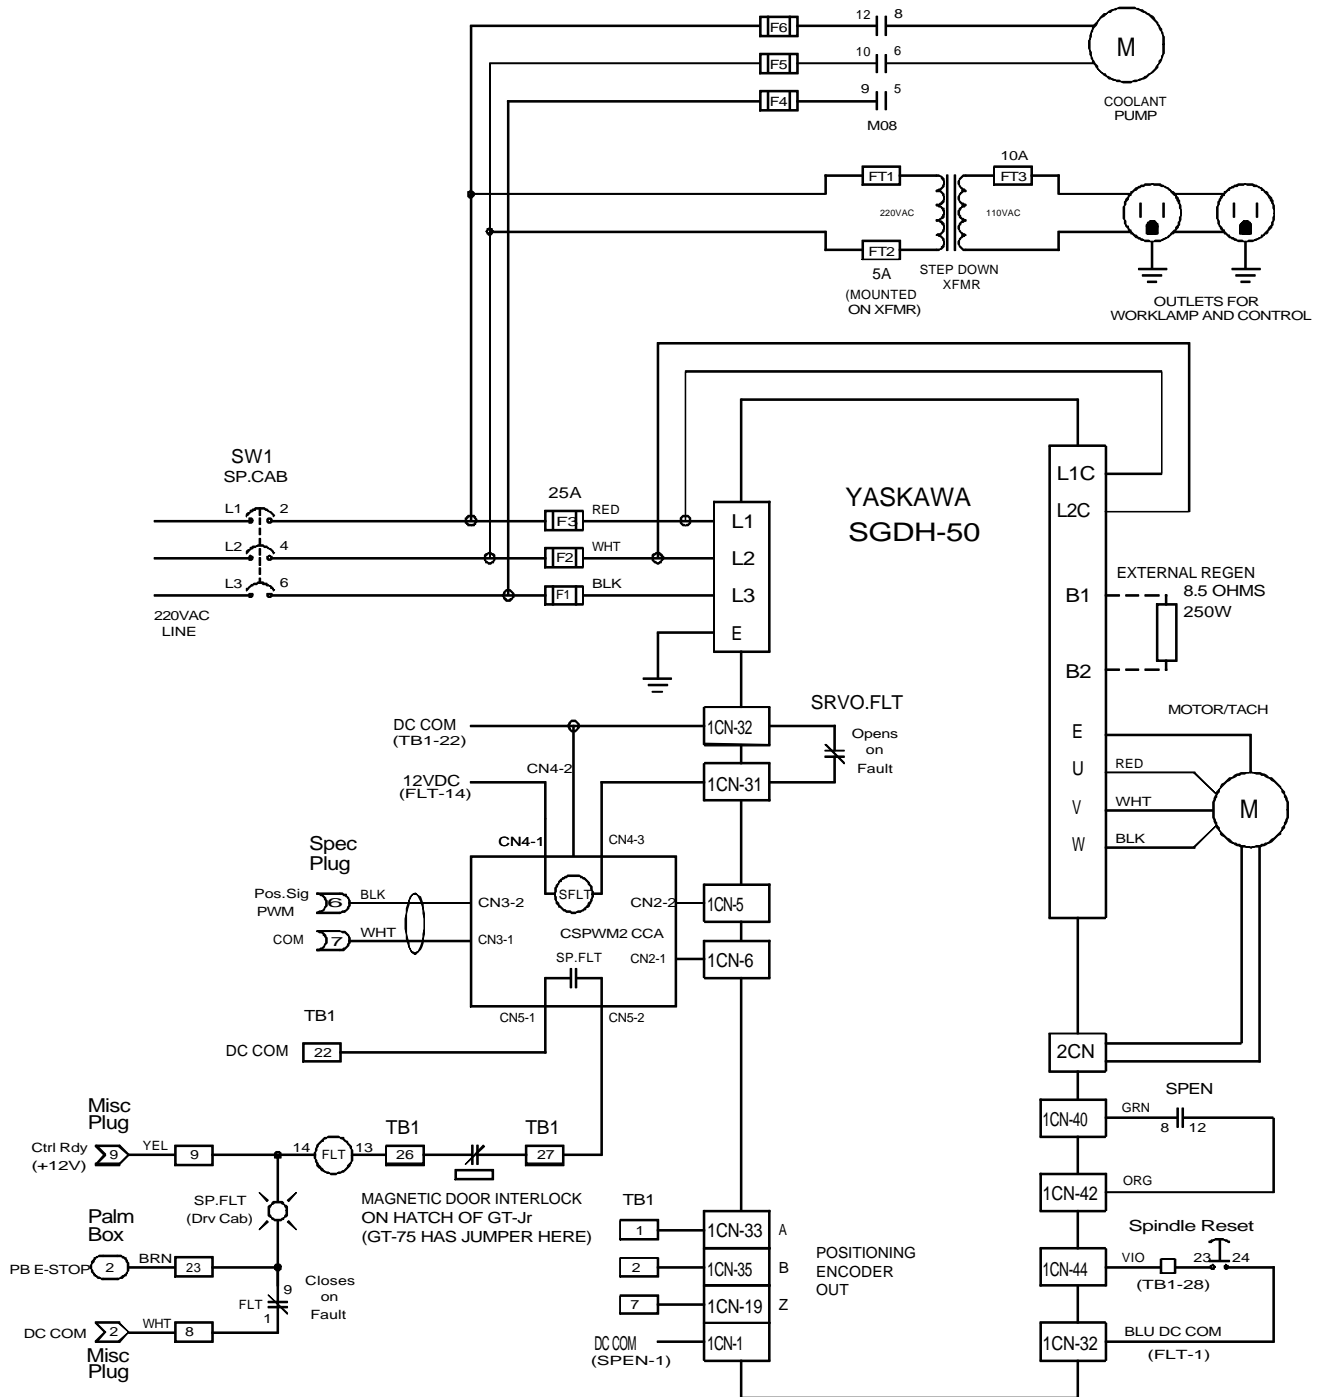 F6 12 8
M
F5 10 6
F4 9 5
M08
COOLANT
PUMP
10A
FT1 FT3
220VAC 110VAC
FT2
5A
STEP DOWN
XFMR
(MOUNTED
ON XFMR)
OUTLETS FOR
WORKLAMP AND CONTROL
SW1
SP.CAB
L1 2
L2 4
L3 6
220VAC
LINE
25A
F3 RED
F2 WHT
F1 BLK
L1
L2
L3
E
YASKAWA
SGDH-50
L1C
L2C
B1
B2
EXTERNAL REGEN
8.5 OHMS
250W
MOTOR/TACH
E
U RED
V WHT
W BLK
M
DC COM
(TB1-22)
12VDC
(FLT-14)
CN4-2
CN4-1
CN4-3
1CN-32
1CN-31
SRVO.FLT
Opens
on
Fault
Spec
Plug
Pos.Sig
PWM
6 BLK
COM 7 WHT
CN3-2
CN3-1
SFLT
CSPWM2 CCA
SP.FLT
CN2-2
CN2-1
1CN-5
1CN-6
CN5-1
CN5-2
TB1
DC COM 22
Misc
Plug
Ctrl Rdy
(+12V)
9 YEL 9
14 FLT 13
TB1
26
TB1
27
MAGNETIC DOOR INTERLOCK
ON HATCH OF GT-Jr
(GT-75 HAS JUMPER HERE)
SP.FLT
(Drv Cab)
Palm
Box
PB E-STOP 2 BRN 23
FLT 9
1
Closes
on
Fault
DC COM 2 WHT 8
Misc
Plug
TB1
1 1CN-33 A
2 1CN-35 B
7 1CN-19 Z
DC COM
(SPEN-1)
1CN-1
POSITIONING
ENCODER
OUT
2CN
SPEN
1CN-40 GRN 8 12
1CN-42 ORG
Spindle Reset
1CN-44 VIO 23 24
(TB1-28)
1CN-32 BLU DC COM
(FLT-1)